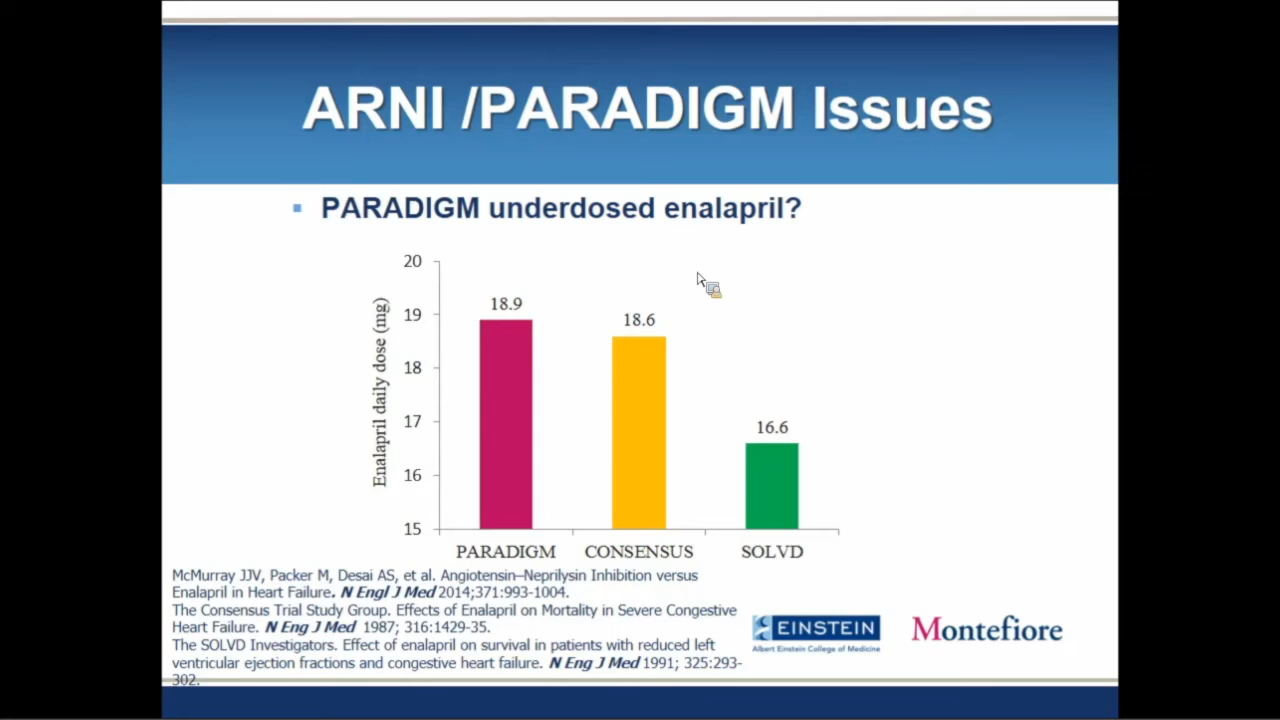 ARNI /PARADIGM Issues
PARADIGM underdosed enalapril?
Enalapril daily dose (mg)
20
19
18
17
16
15
18.9
18.6
16.6
PARADIGM
CONSENSUS
SOLVD
McMurray JJV, Packer M, Desai AS, et al. Angiotensin–Neprilysin Inhibition versus
Enalapril in Heart Failure. N Engl J Med 2014;371:993-1004.
The Consensus Trial Study Group. Effects of Enalapril on Mortality in Severe Congestive
Heart Failure. N Eng J Med 1987; 316:1429-35.
The SOLVD Investigators. Effect of enalapril on survival in patients with reduced left
ventricular ejection fractions and congestive heart failure. N Eng J Med 1991; 325:293-
302.
EINSTEIN
Albert Einstein College of Medicine
Montefiore